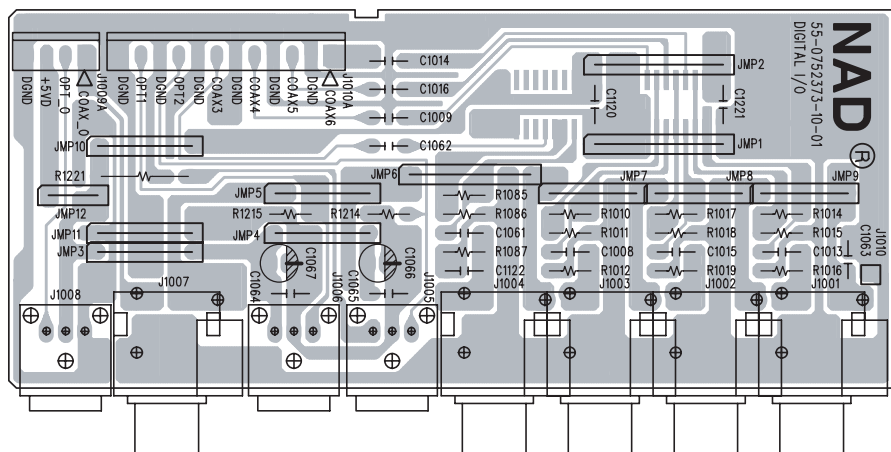 NAD
®
55-0752373-10-01
DIGITAL I/O
DGND
+5VD
OPT_O
COAX_O
J1009A
DGND
OPT1
DGND
OPT2
DGND
COAX3
DGND
COAX4
DGND
COAX5
DGND
COAX6
J1010A
C1014
C1016
C1009
C1062
JMP2
C1120
C1221
JMP1
JMP10
R1221
JMP12
JMP11
JMP3
JMP6
JMP5
R1215
R1214
JMP4
JMP7
JMP8
JMP9
R1085
R1086
C1061
R1087
C1122
R1010
R1011
C1008
R1012
R1017
R1018
C1015
R1019
R1014
R1015
C1013
R1016
C1063
J1010
C1067
C1064
J1006
C1066
C1065
J1005
J1008
J1007
J1004
J1003
J1002
J1001